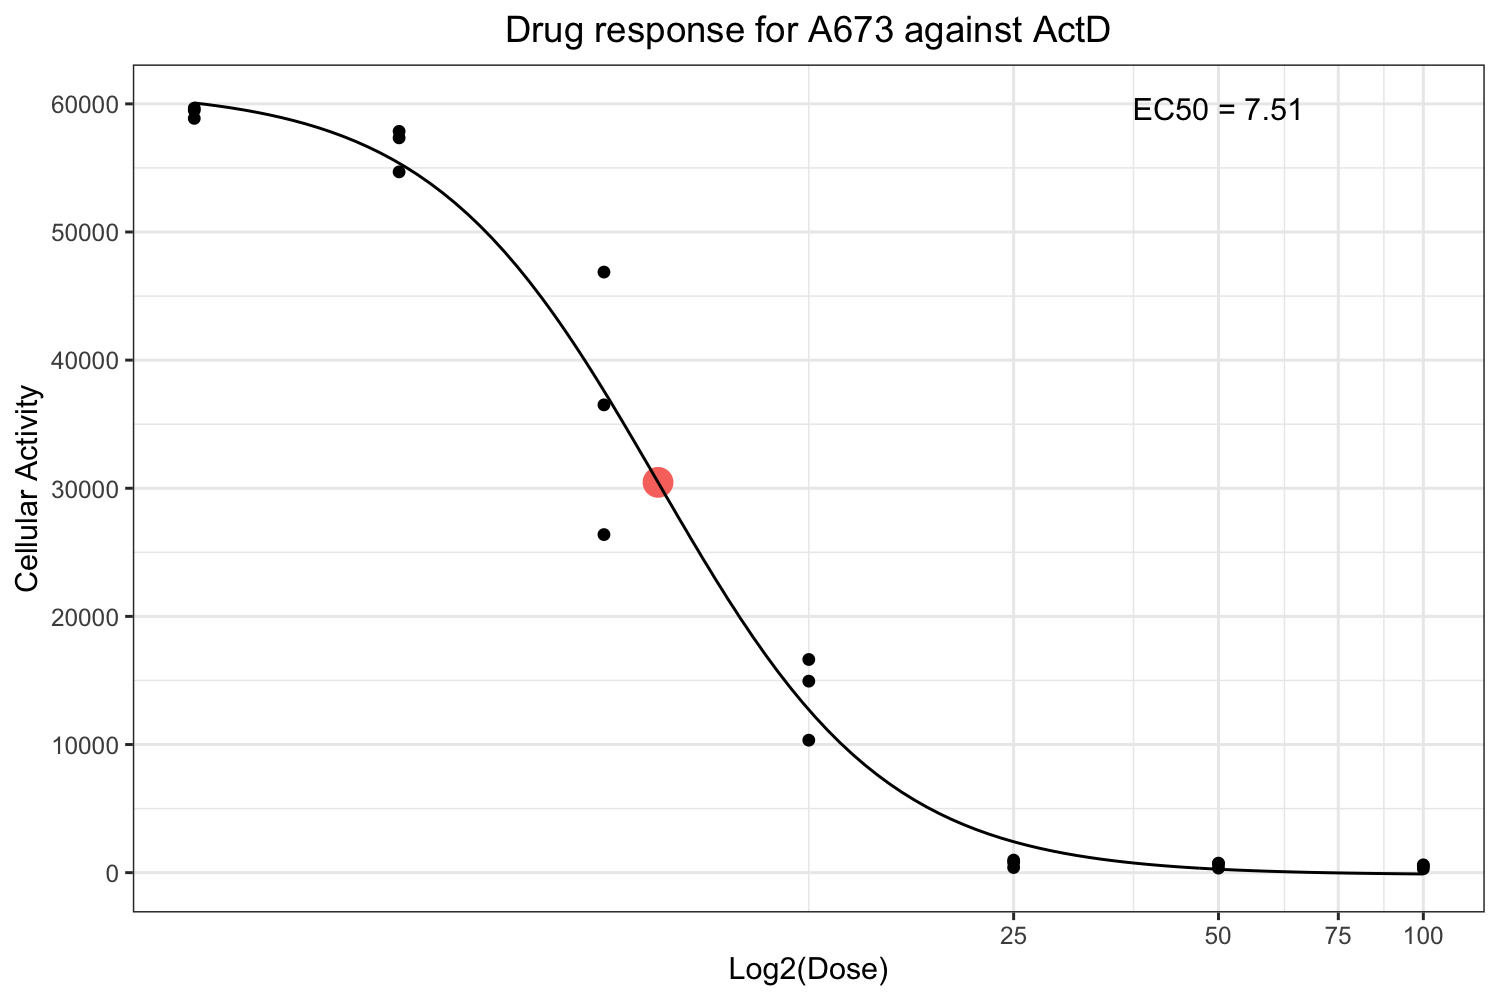 Drug response for A673 against ActD
EC50 = 7.51
60000
50000
40000
30000
20000
10000
0
Cellular Activity
25 50 75 100
Log2(Dose)